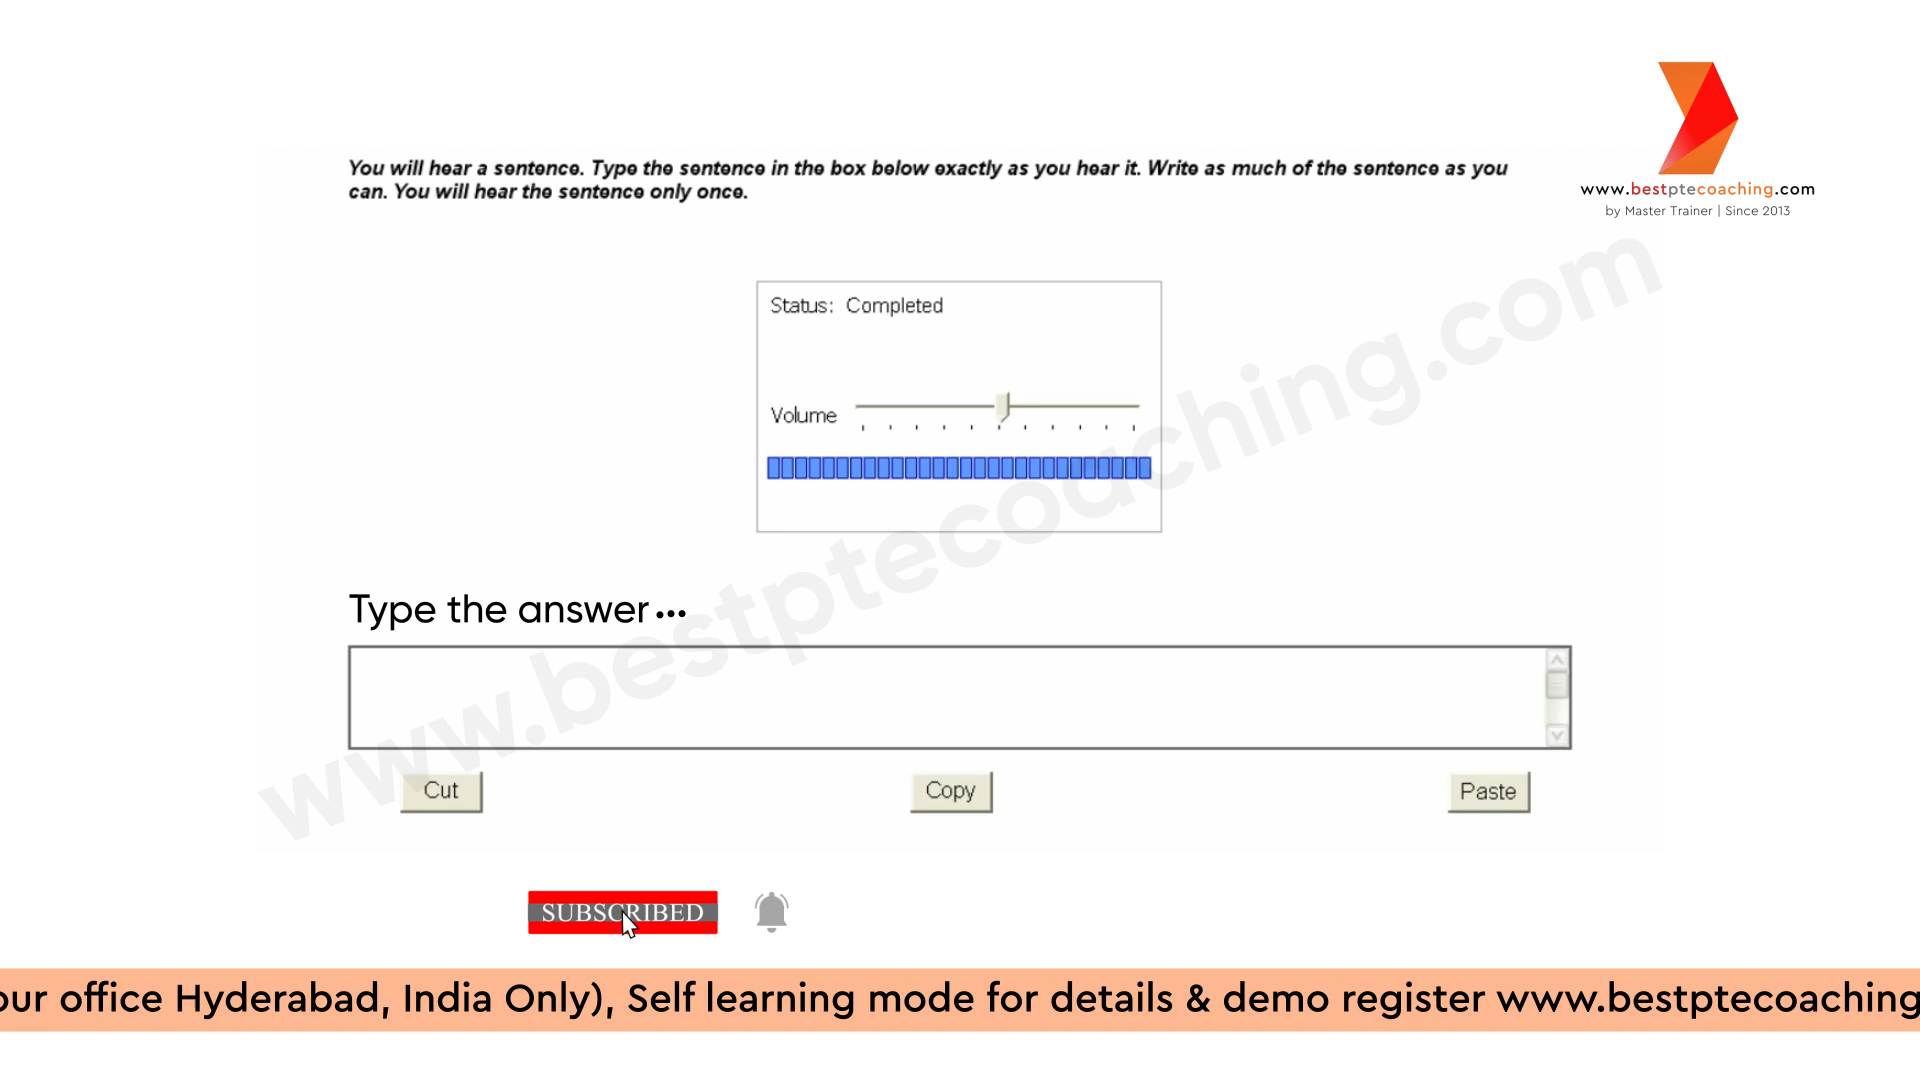 You will hear a sentence. Type the sentence in the box below exactly as you hear it. Write as much of the sentence as you
can. You will hear the sentence only once.
www.bestptecoaching.com
by Master Trainer | Since 2013
Status: Completed
Volume
www.bestptecoaching.com
Type the answer...
Cut Copy Paste
SUBSCRIBED
our office Hyderabad, India Only), Self learning mode for details & demo register www.bestptecoaching